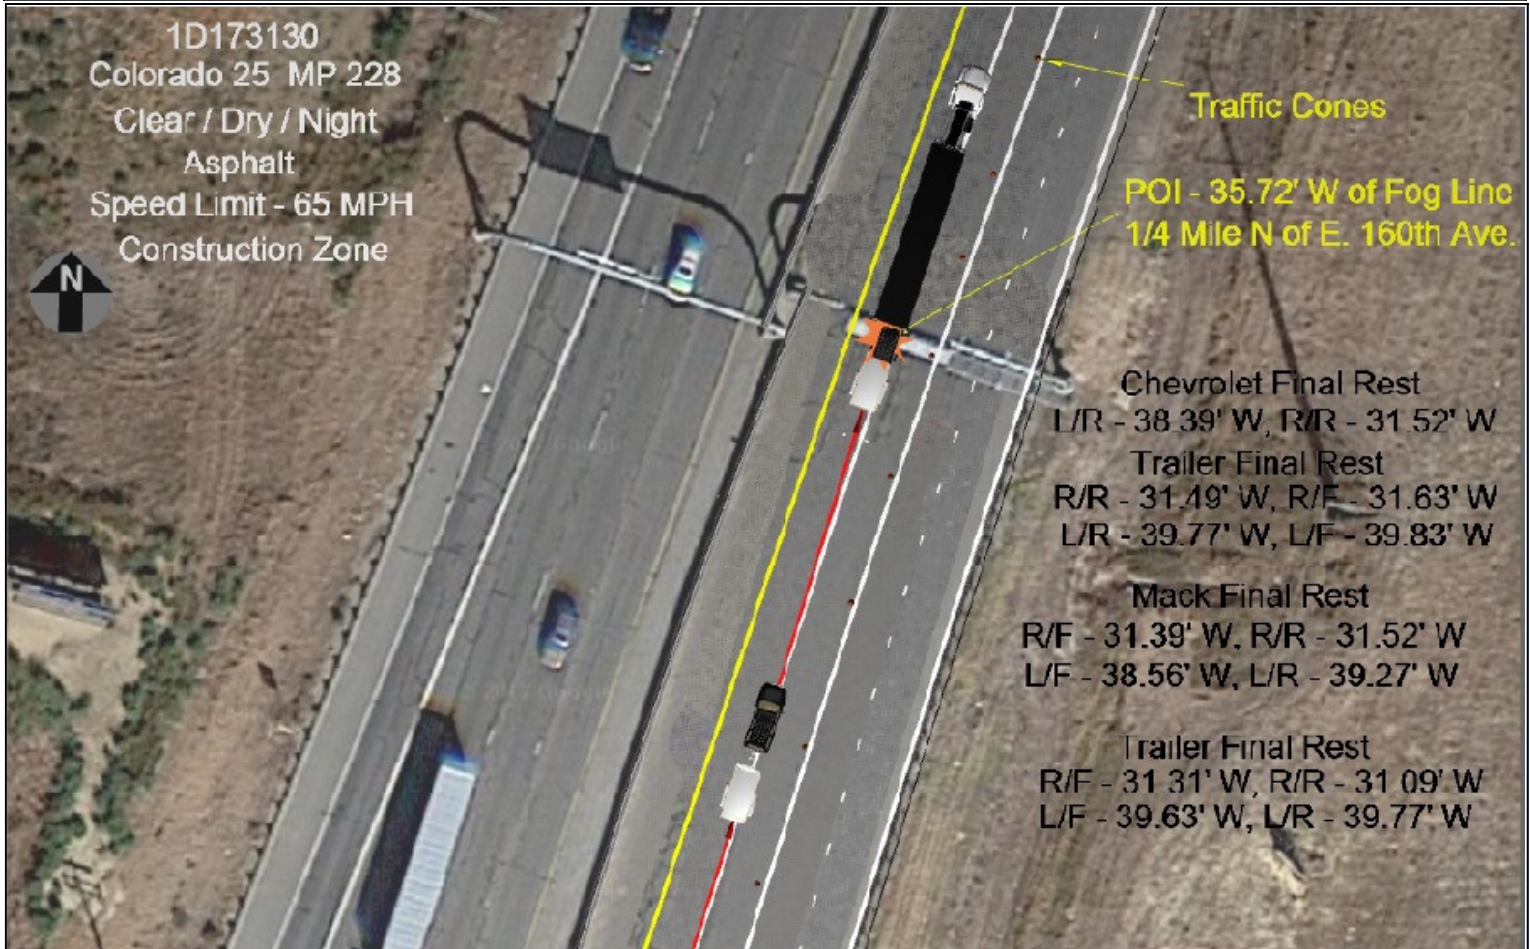 1D173130
Colorado 25 MP 228
Clear / Dry / Night
Asphalt
Speed Limit - 65 MPH
Construction Zone
N
Traffic Cones
POI - 35.72' W of Fog Line
1/4 Mile N of E. 160th Ave.
Chevrolet Final Rest
L/R - 38.39' W, R/R - 31.52' W
Trailer Final Rest
R/R - 31.49' W, R/F - 31.63' W
L/R - 39.77' W, L/F - 39.83' W
Mack Final Rest
R/F - 31.39' W, R/R - 31.52' W
L/F - 38.56' W, L/R - 39.27' W
Trailer Final Rest
R/F - 31.31' W, R/R - 31.09' W
L/F - 39.63' W, L/R - 39.77' W